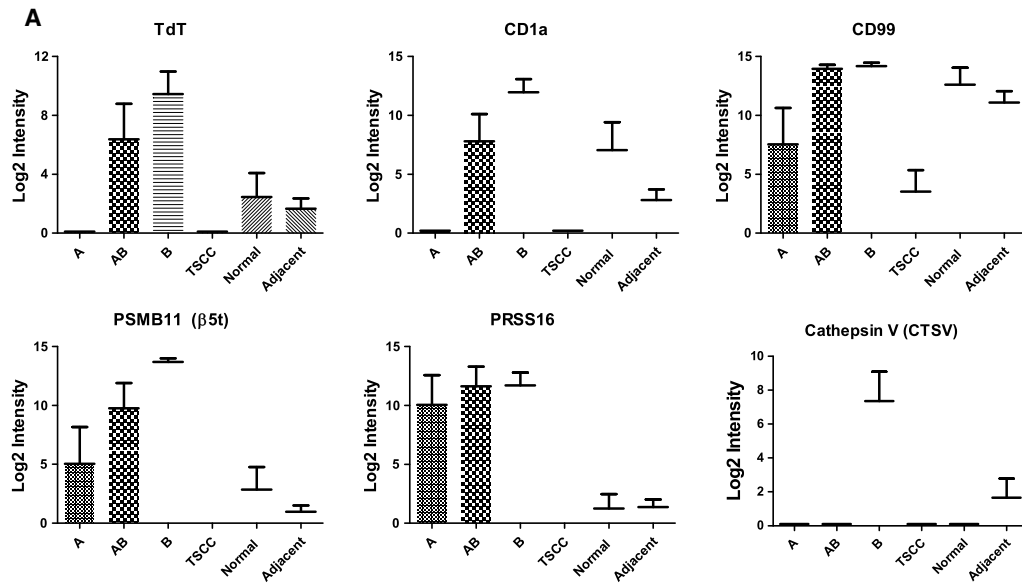 A
TdT
Log2 Intensity
12
8
4
0
A
AB
B
TSCC
Normal
Adjacent
CD1a
Log2 Intensity
15
10
5
0
A
AB
B
TSCC
Normal
Adjacent
CD99
Log2 Intensity
15
10
5
0
A
AB
B
TSCC
Normal
Adjacent
PSMB11 (β5t)
Log2 Intensity
15
10
5
0
A
AB
B
TSCC
Normal
Adjacent
PRSS16
Log2 Intensity
15
10
5
0
A
AB
B
TSCC
Normal
Adjacent
Cathepsin V (CTSV)
Log2 Intensity
10
8
6
4
2
0
A
AB
B
TSCC
Normal
Adjacent